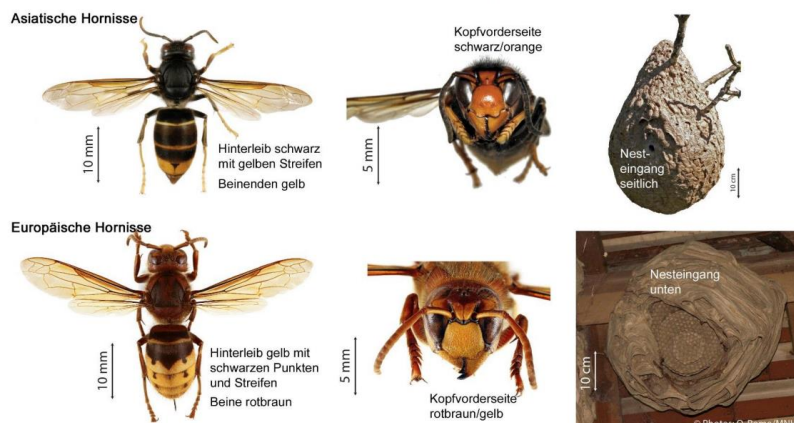 Asiatische Hornisse
Kopfvorderseite
schwarz/orange
10 mm
Hinterleib schwarz
mit gelben Streifen
Beinenden gelb
5 mm
Nest-
eingang
seitlich
10 cm
Europäische Hornisse
10 mm
Hinterleib gelb mit
schwarzen Punkten
und Streifen
Beine rotbraun
5 mm
Kopfvorderseite
rotbraun/gelb
Nesteingang
unten
10 cm